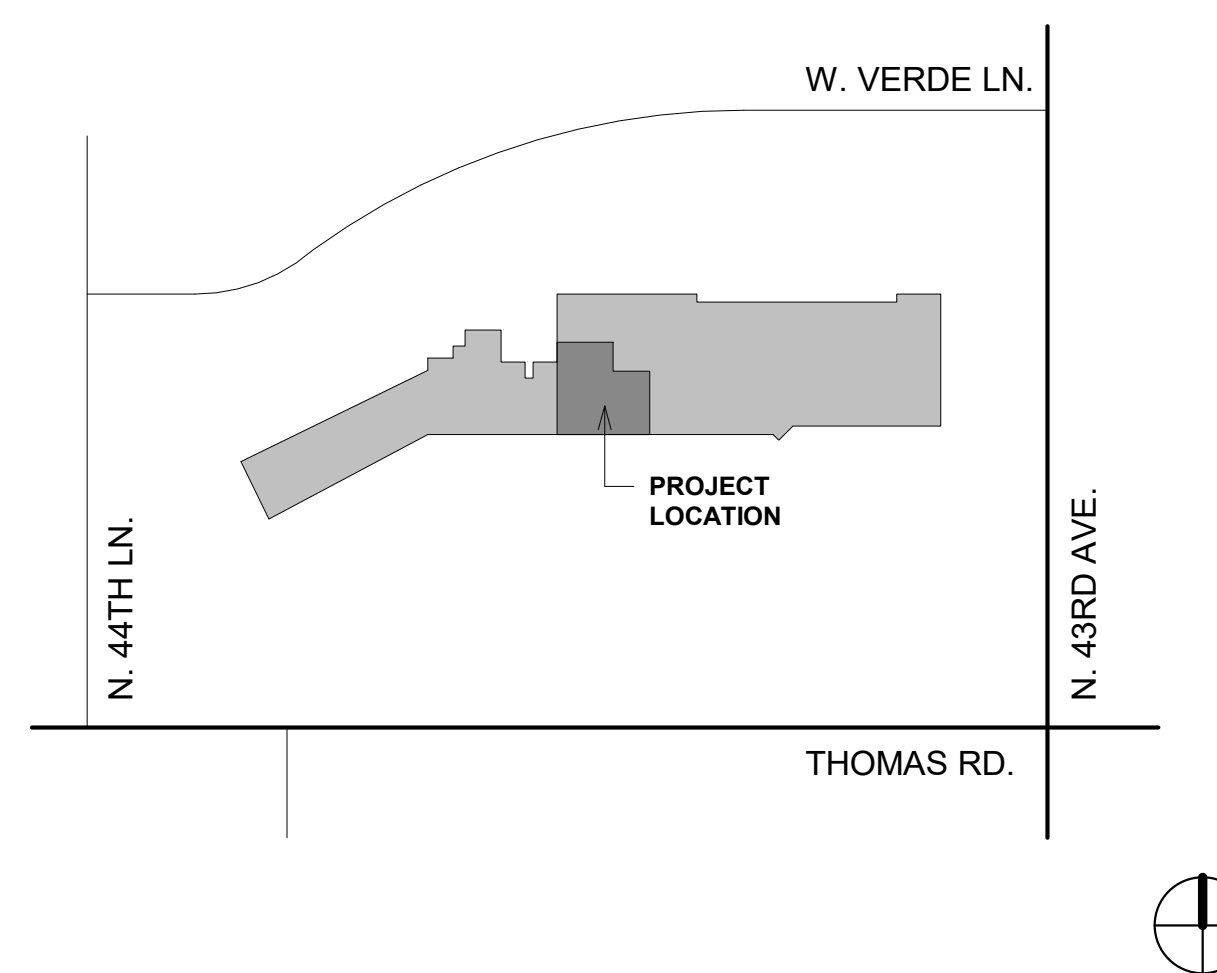 W. VERDE LN.
PROJECT
LOCATION
N. 44TH LN.
N. 43RD AVE.
THOMAS RD.